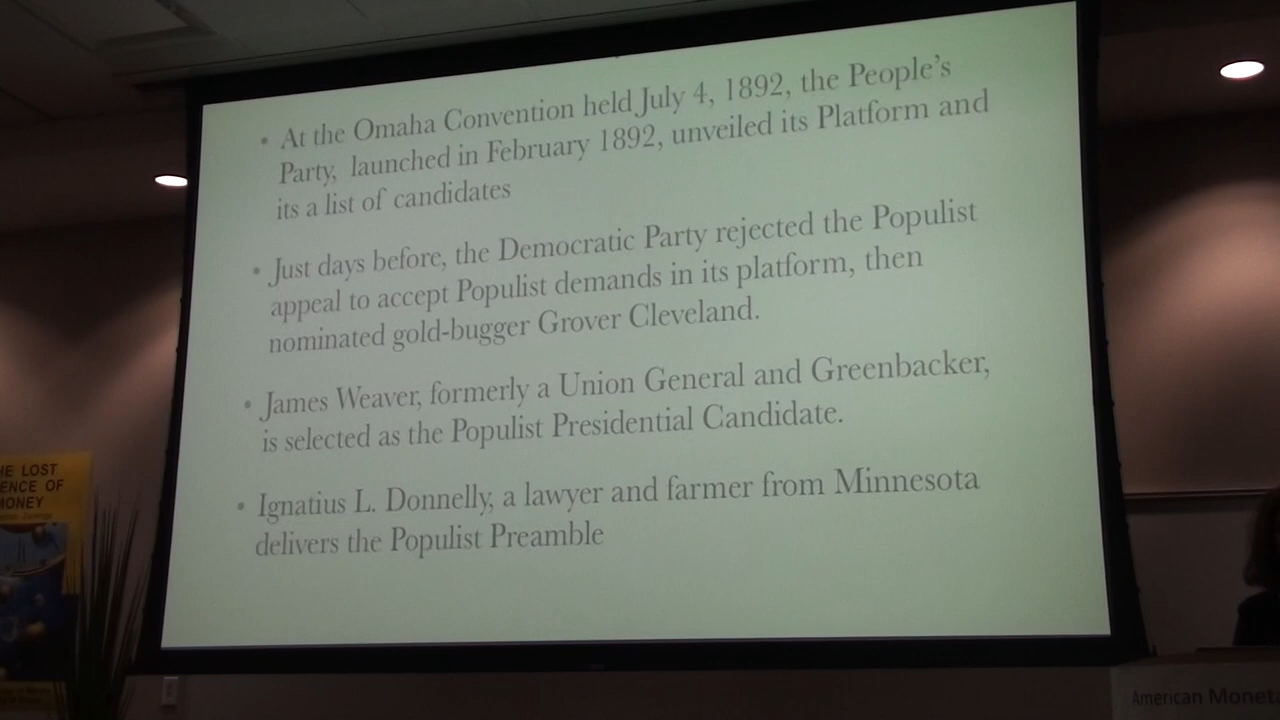 • At the Omaha Convention held July 4, 1892, the People's
Party, launched in February 1892, unveiled its Platform and
its a list of candidates
• Just days before, the Democratic Party rejected the Populist
appeal to accept Populist demands in its platform, then
nominated gold-bugger Grover Cleveland.
• James Weaver, formerly a Union General and Greenbacker,
is selected as the Populist Presidential Candidate.
• Ignatius L. Donnelly, a lawyer and farmer from Minnesota
delivers the Populist Preamble
HE LOST
ENCE OF
MONEY
American Monet